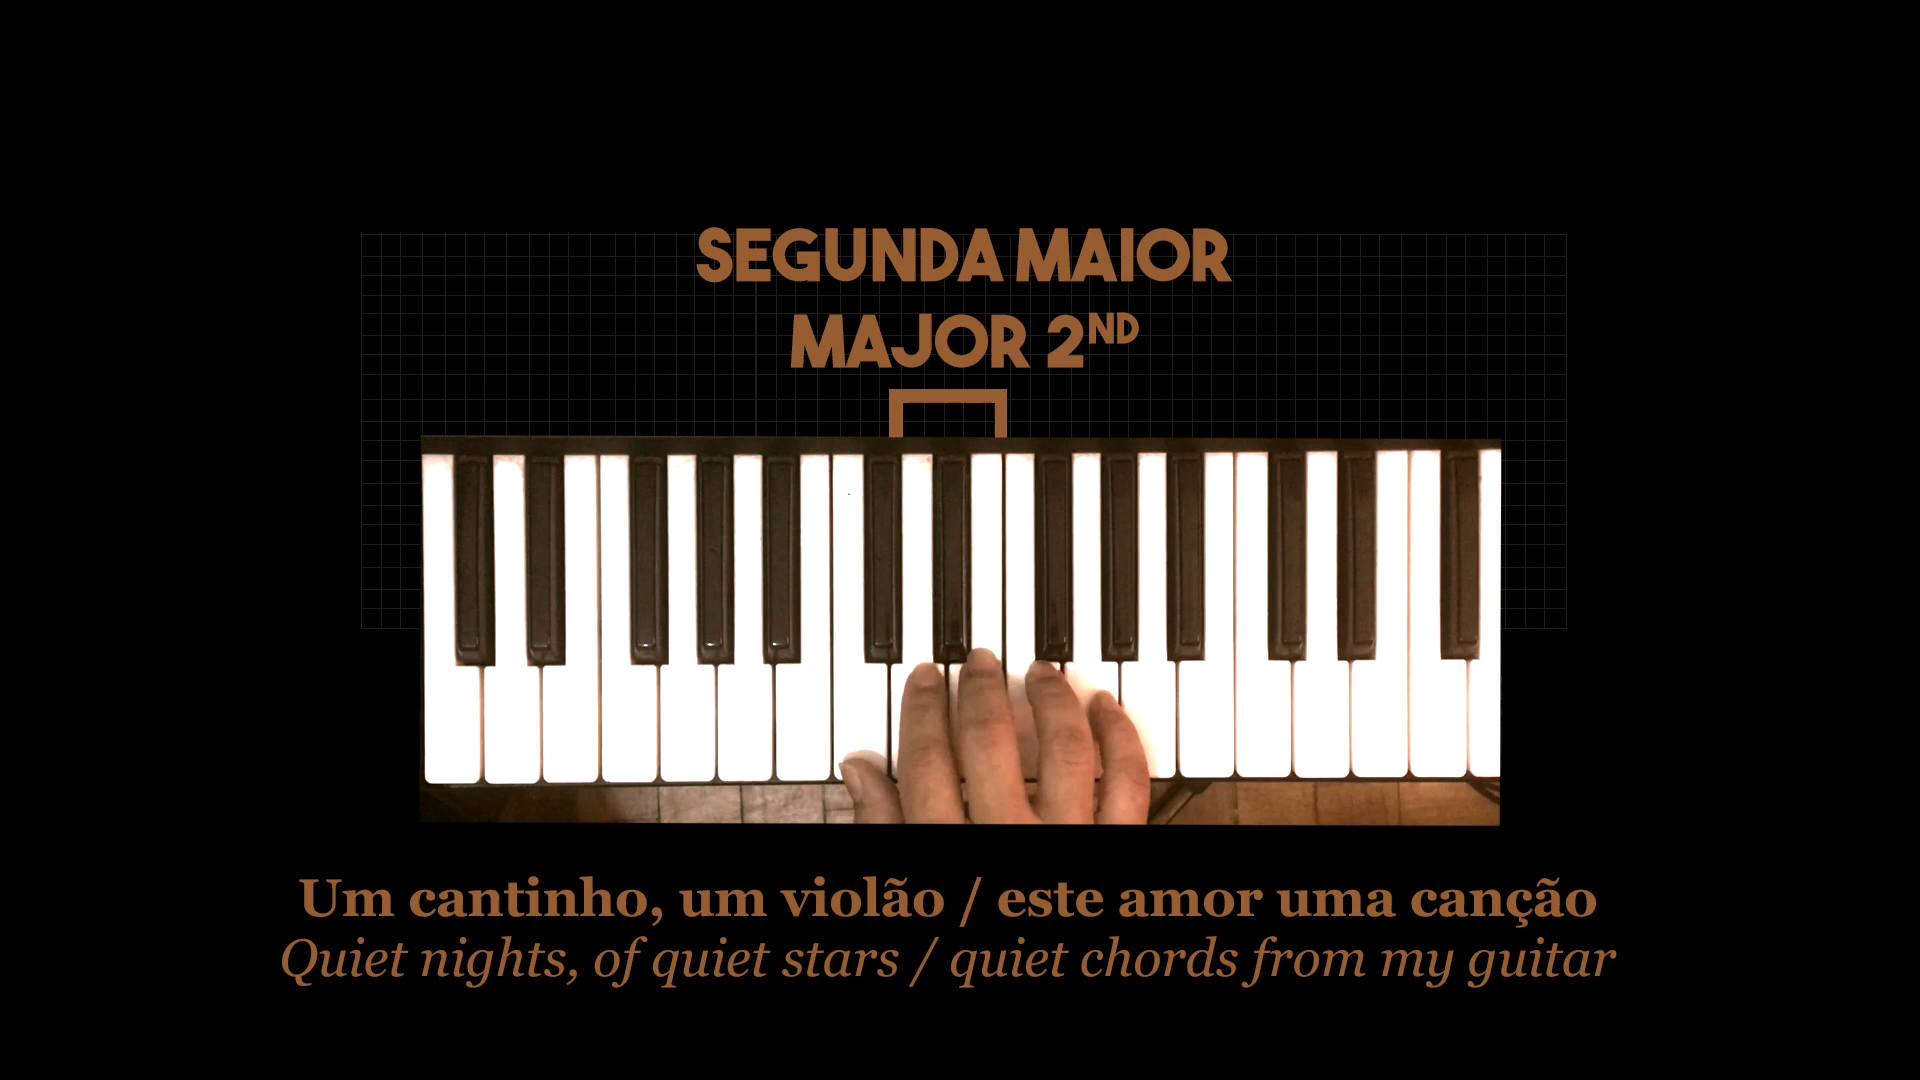 SEGUNDA MAIOR
MAJOR 2ND
Um cantinho, um violão / este amor uma canção
Quiet nights, of quiet stars / quiet chords from my guitar